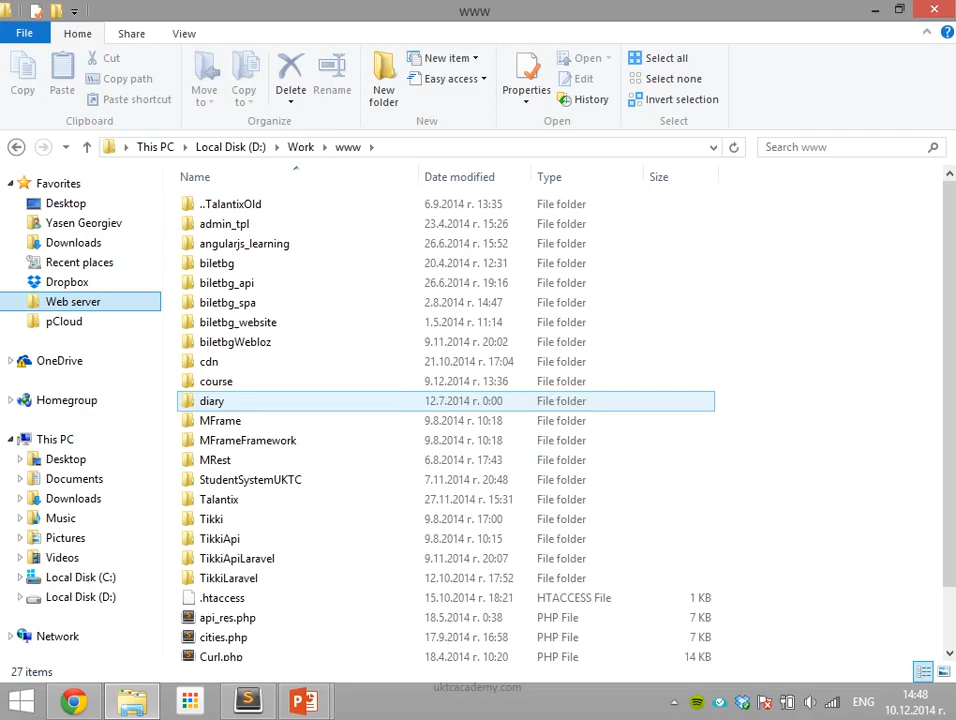 www
File Home Share View
Copy Paste Cut Copy path Paste shortcut Move to Copy to Delete Rename New folder New item Easy access Properties Open Edit History Select all Select none Invert selection
Clipboard Organize New Open Select
This PC Local Disk (D:) Work www Search www
Name Date modified Type Size
Favorites
Desktop
Yasen Georgiev
Downloads
Recent places
Dropbox
Web server
pCloud
OneDrive
Homegroup
This PC
Desktop
Documents
Downloads
Music
Pictures
Videos
Local Disk (C:)
Local Disk (D:)
Network
..TalantixOld 6.9.2014 г. 13:35 File folder
admin_tpl 23.4.2014 г. 15:26 File folder
angularjs_learning 26.6.2014 г. 15:52 File folder
biletbg 20.4.2014 г. 12:31 File folder
biletbg_api 26.6.2014 г. 19:16 File folder
biletbg_spa 2.8.2014 г. 14:47 File folder
biletbg_website 1.5.2014 г. 11:14 File folder
biletbgWebloz 9.11.2014 г. 20:02 File folder
cdn 21.10.2014 г. 17:04 File folder
course 9.12.2014 г. 13:36 File folder
diary 12.7.2014 г. 0:00 File folder
MFrame 9.8.2014 г. 10:18 File folder
MFrameFramework 9.8.2014 г. 10:18 File folder
MRest 6.8.2014 г. 17:43 File folder
StudentSystemUKTC 7.11.2014 г. 20:48 File folder
Talantix 27.11.2014 г. 15:31 File folder
Tikki 9.8.2014 г. 17:00 File folder
TikkiApi 9.8.2014 г. 10:15 File folder
TikkiApiLaravel 9.11.2014 г. 20:07 File folder
TikkiLaravel 12.10.2014 г. 17:52 File folder
.htaccess 15.10.2014 г. 18:21 HTACCESS File 1 KB
api_res.php 18.5.2014 г. 0:38 PHP File 7 KB
cities.php 17.9.2014 г. 16:58 PHP File 7 KB
Curl.php 18.4.2014 г. 10:20 PHP File 14 KB
27 items
uktcacademy.com
ENG 14:48
10.12.2014 г.